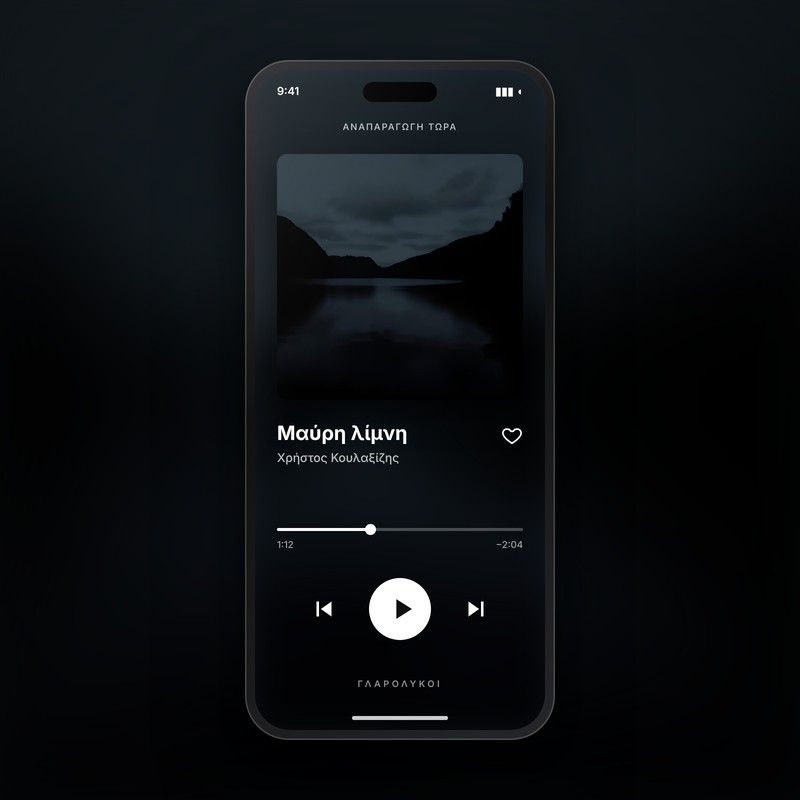 9:41
ΑΝΑΠΑΡΑΓΩΓΗ ΤΩΡΑ
Μαύρη λίμνη
Χρήστος Κουλαξίζης
1:12 −2:04
ΓΛΑΡΟΛΥΚΟΙ